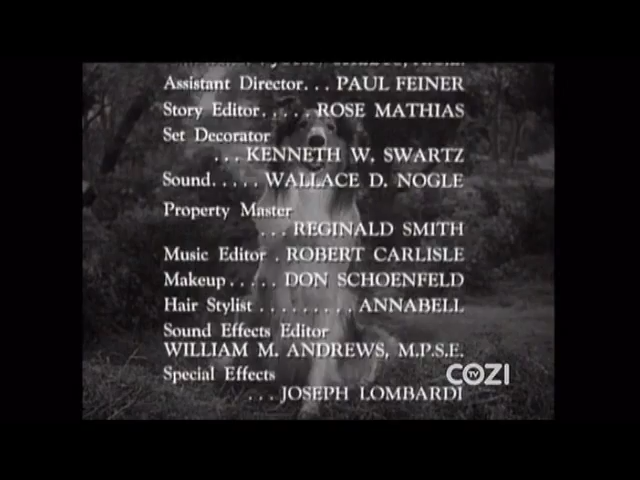 Assistant Director... PAUL FEINER
Story Editor..... ROSE MATHIAS
Set Decorator
... KENNETH W. SWARTZ
Sound..... WALLACE D. NOGLE
Property Master
... REGINALD SMITH
Music Editor . ROBERT CARLISLE
Makeup..... DON SCHOENFELD
Hair Stylist ......... ANNABELL
Sound Effects Editor
WILLIAM M. ANDREWS, M.P.S.E.
Special Effects
... JOSEPH LOMBARDI
COZI
TV